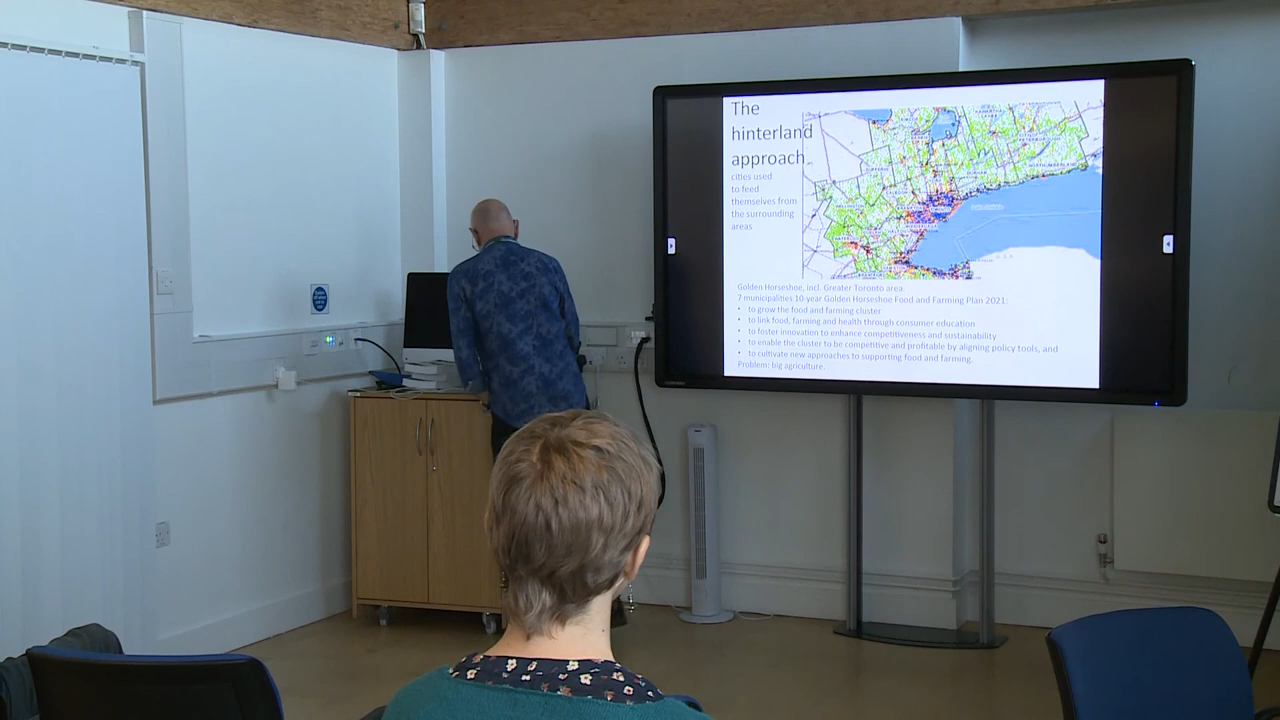 The
hinterland
approach
cities used
to feed
themselves from
the surrounding
areas
Golden Horseshoe, incl. Greater Toronto area
7 municipalities 10-year Golden Horseshoe Food and Farming Plan 2021:
• to grow the food and farming cluster
• to link food, farming and health through consumer education
• to foster innovation to enhance competitiveness and sustainability
• to enable the cluster to be competitive and profitable by aligning policy tools, and
• to cultivate new approaches to supporting food and farming.
Problem: big agriculture.